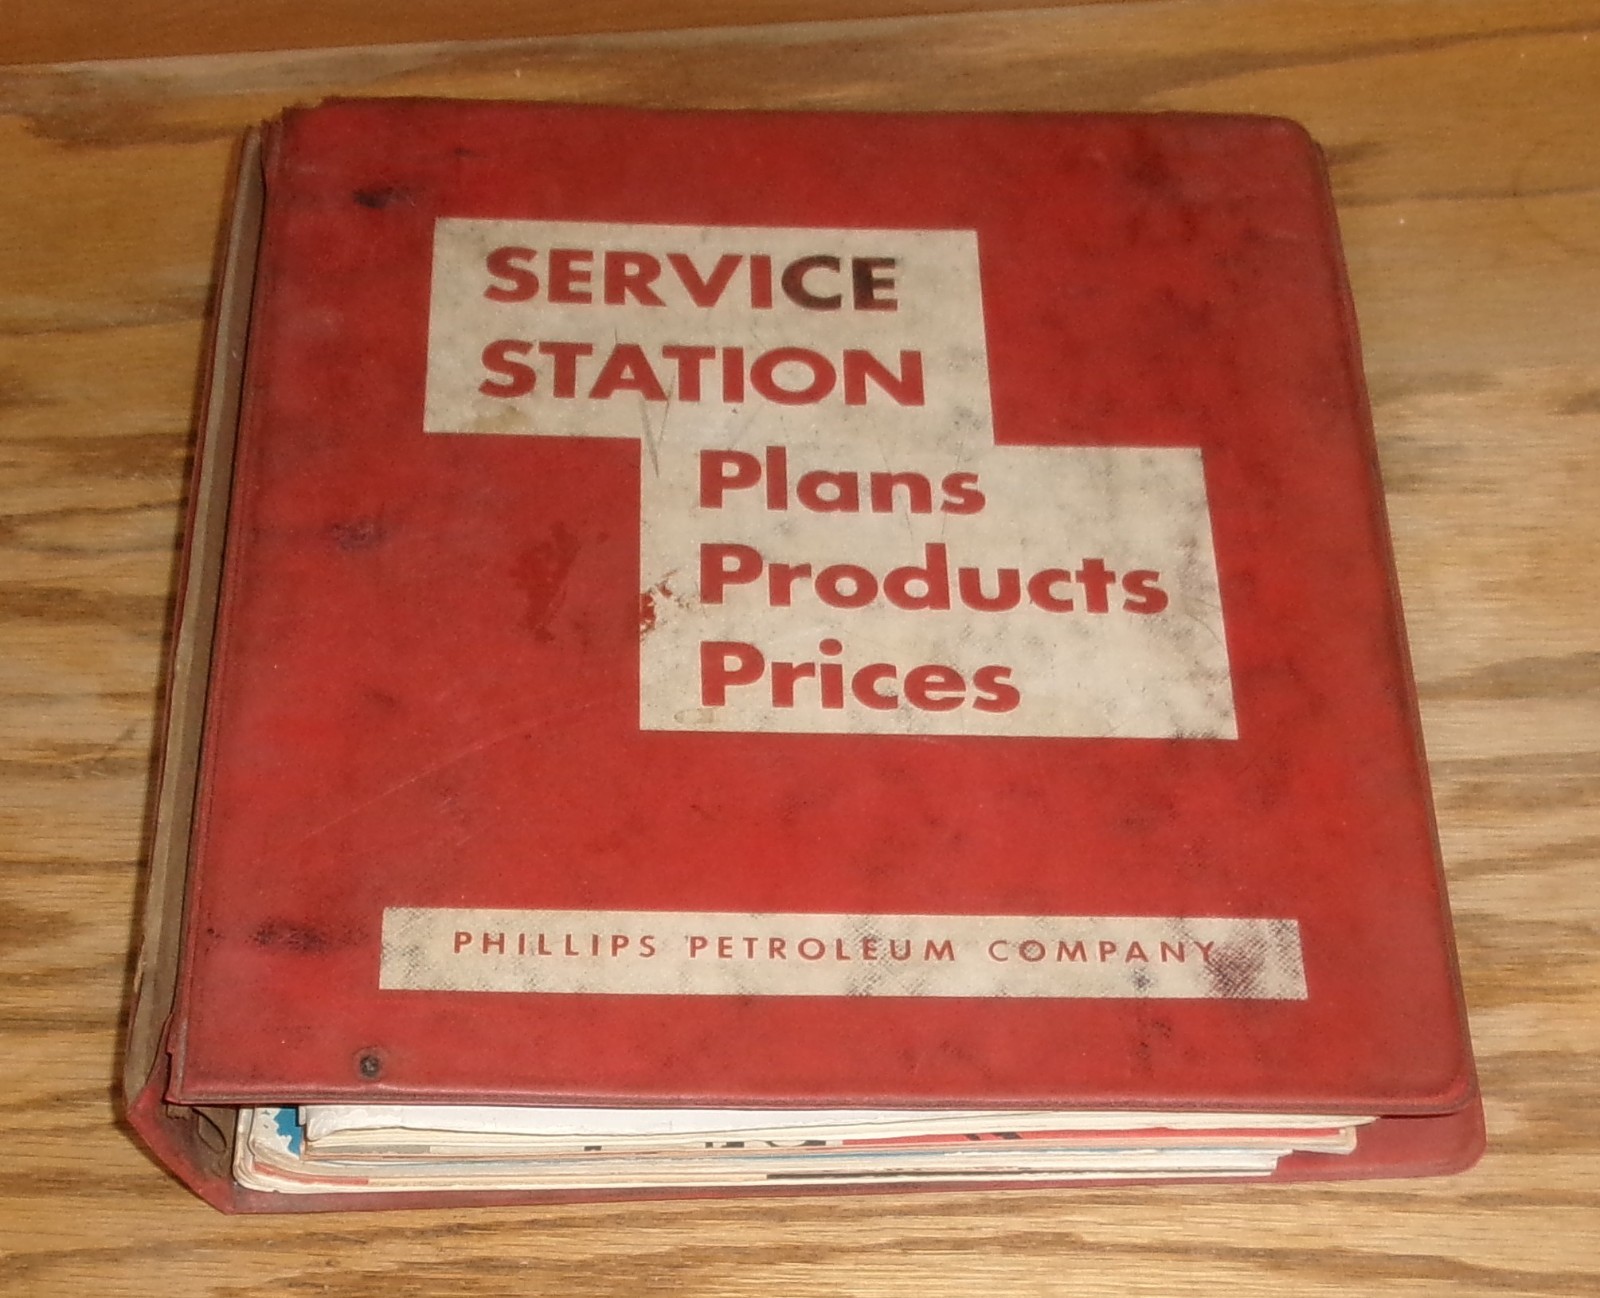 SERVICE
STATION
Plans
Products
Prices
PHILLIPS PETROLEUM COMPANY